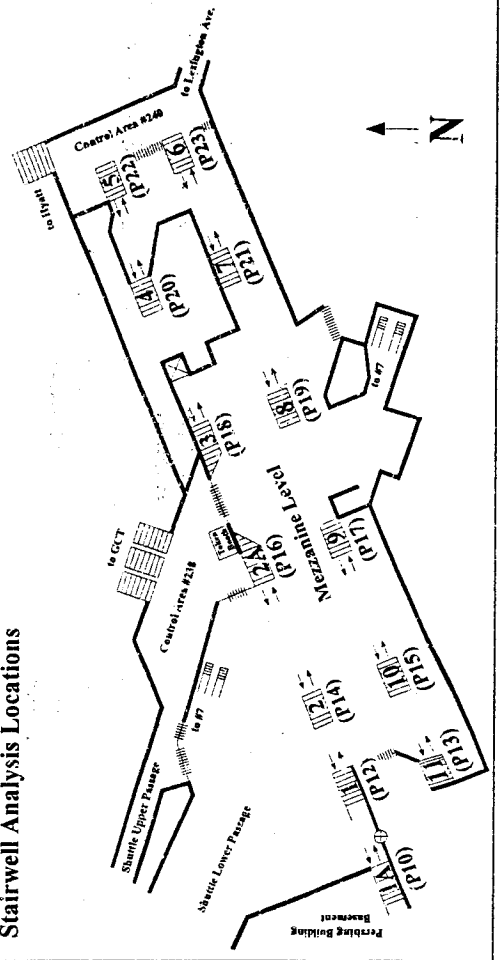 Stairwell Analysis Locations
to Hyatt
Control Area #240
to Lexington Ave.
5
(P22)
6
(P23)
4
(P20)
7
(P21)
to GCT
Control Area #238
3
(P18)
8
(P19)
to #7
Token
Booth
2A
(P16)
Mezzanine Level
9
(P17)
to #7
Shuttle Upper Passage
Shuttle Lower Passage
2
(P14)
10
(P15)
1
(P12)
11
(P13)
1A
(P10)
Pershing Building
Basement
N